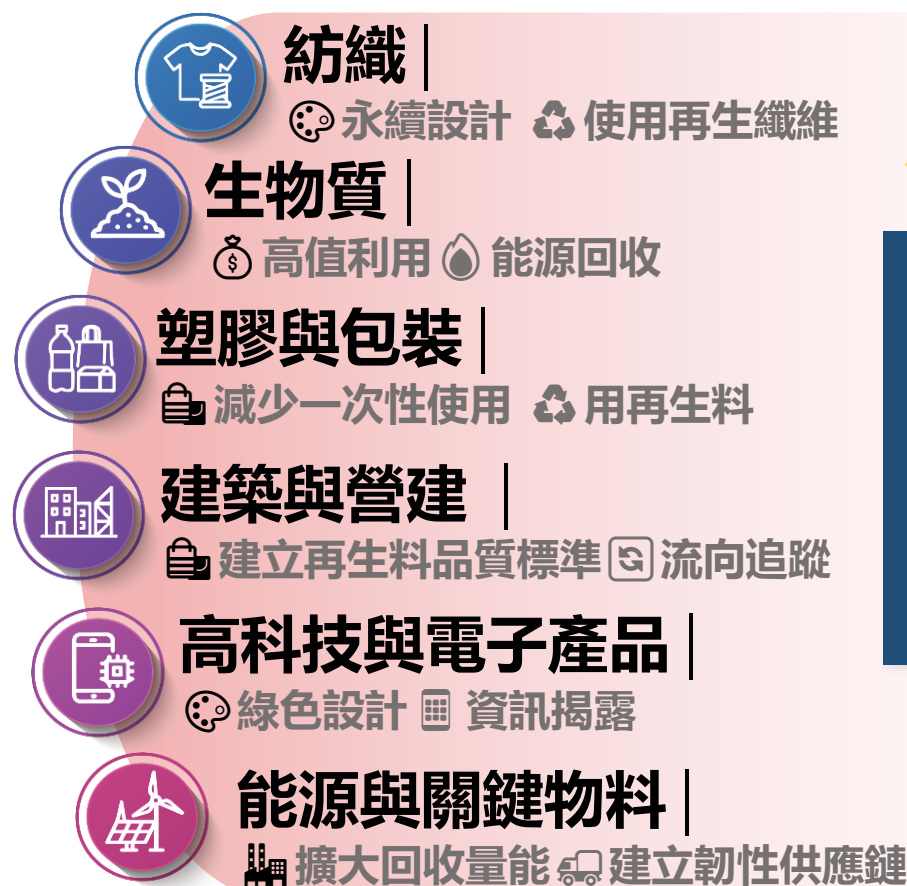 紡織|
永續設計 使用再生纖維
生物質|
$ 高值利用 能源回收
塑膠與包裝|
減少一次性使用 用再生料
建築與營建 |
建立再生料品質標準 流向追蹤
高科技與電子產品|
綠色設計 資訊揭露
能源與關鍵物料|
擴大回收量能 建立韌性供應鏈